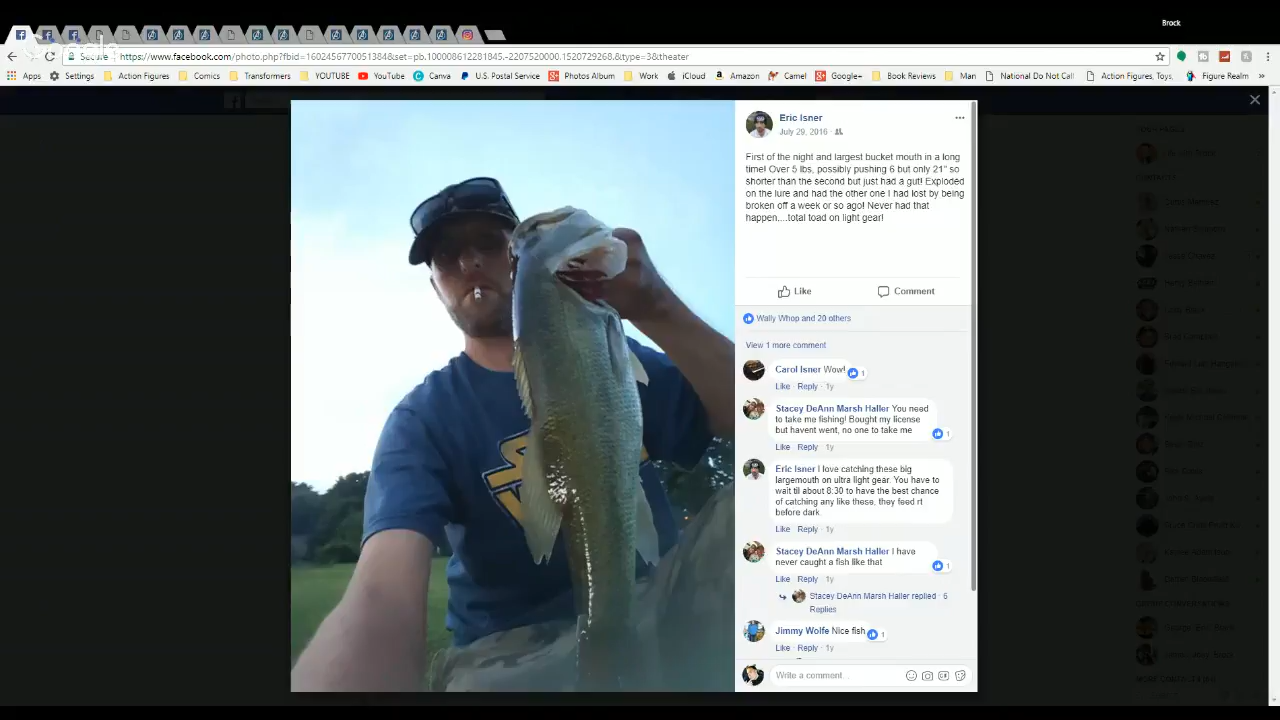 Brock
Google
Secure
https://www.facebook.com/photo.php?fbid=1602456770051384&set=pb.100008612281845.-2207520000.1520729268.&type=3&theater
Apps Settings Action Figures Comics Transformers YOUTUBE YouTube Canva U.S. Postal Service Photos Album Work iCloud Amazon Camel Google+ Book Reviews Man National Do Not Call Action Figures, Toys, Figure Realm
Eric Isner
July 29, 2016
First of the night and largest bucket mouth in a long
time! Over 5 lbs, possibly pushing 6 but only 21" so
shorter than the second but just had a gut! Exploded
on the lure and had the other one I had lost by being
broken off a week or so ago! Never had that
happen....total toad on light gear!
Like Comment
Wally Whop and 20 others
View 1 more comment
Carol Isner Wow! 1
Like · Reply · 1y
Stacey DeAnn Marsh Haller You need
to take me fishing! Bought my license
but havent went, no one to take me 1
Like · Reply · 1y
Eric Isner I love catching these big
largemouth on ultra light gear. You have to
wait til about 8:30 to have the best chance
of catching any like these, they feed rt
before dark.
Like · Reply · 1y
Stacey DeAnn Marsh Haller I have
never caught a fish like that 1
Like · Reply · 1y
Stacey DeAnn Marsh Haller replied · 6
Replies
Jimmy Wolfe Nice fish 1
Like · Reply · 1y
Write a comment...